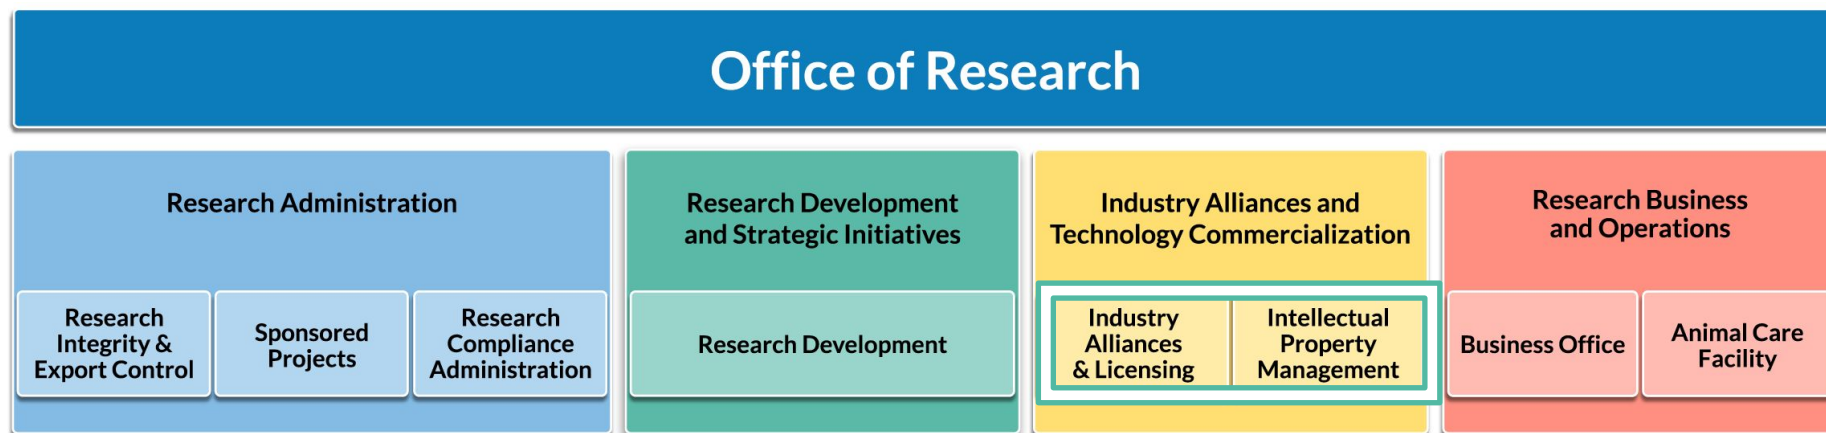 Office of Research
Research Administration
Research Development
and Strategic Initiatives
Industry Alliances and
Technology Commercialization
Research Business
and Operations
Research
Integrity &
Export Control
Sponsored
Projects
Research
Compliance
Administration
Research Development
Industry
Alliances
& Licensing
Intellectual
Property
Management
Business Office
Animal Care
Facility